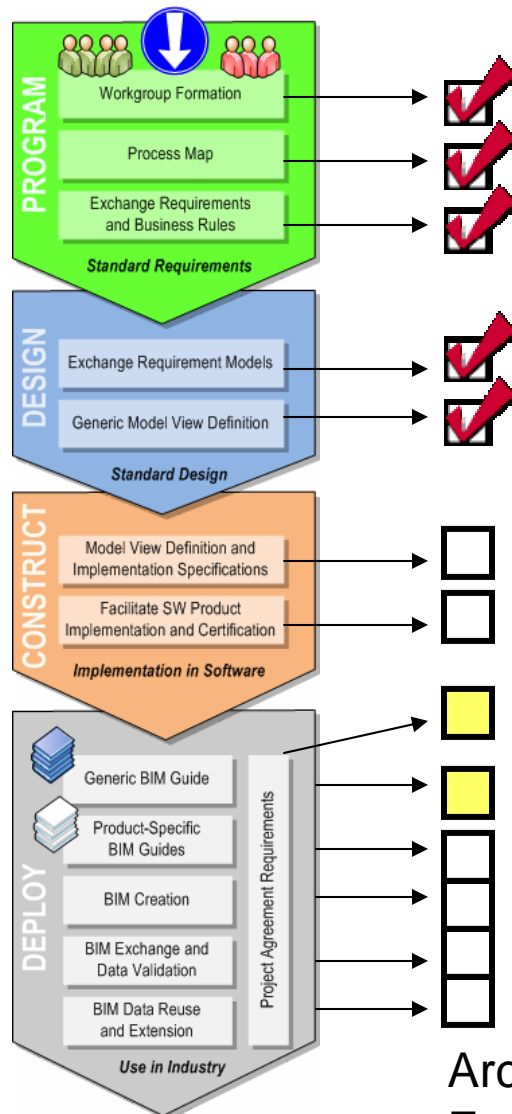 PROGRAM
Workgroup Formation
Process Map
Exchange Requirements
and Business Rules
Standard Requirements
DESIGN
Exchange Requirement Models
Generic Model View Definition
Standard Design
CONSTRUCT
Model View Definition and
Implementation Specifications
Facilitate SW Product
Implementation and Certification
Implementation in Software
DEPLOY
Generic BIM Guide
Product-Specific
BIM Guides
BIM Creation
BIM Exchange and
Data Validation
BIM Data Reuse
and Extension
Project Agreement Requirements
Use in Industry